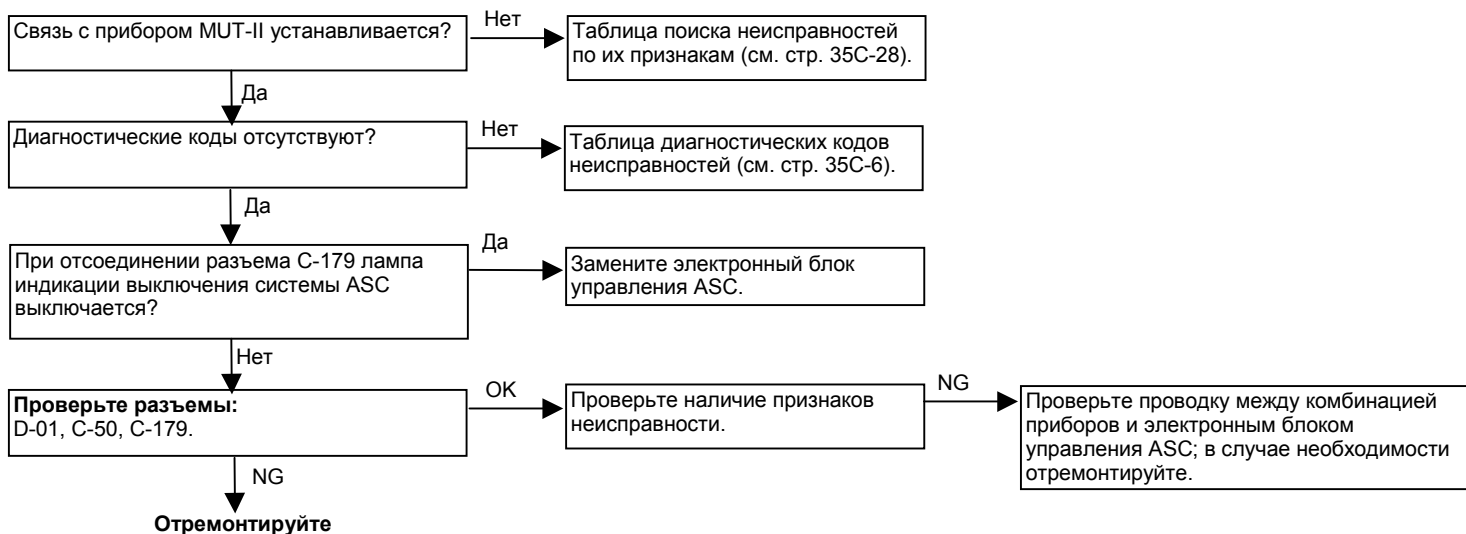 Связь с прибором MUT-II устанавливается?
Нет
Таблица поиска неисправностей
по их признакам (см. стр. 35C-28).
Да
Диагностические коды отсутствуют?
Нет
Таблица диагностических кодов
неисправностей (см. стр. 35C-6).
Да
При отсоединении разъема С-179 лампа
индикации выключения системы ASC
выключается?
Да
Замените электронный блок
управления ASC.
Нет
Проверьте разъемы:
D-01, C-50, C-179.
OK
Проверьте наличие признаков
неисправности.
NG
Проверьте проводку между комбинацией
приборов и электронным блоком
управления ASC; в случае необходимости
отремонтируйте.
NG
Отремонтируйте